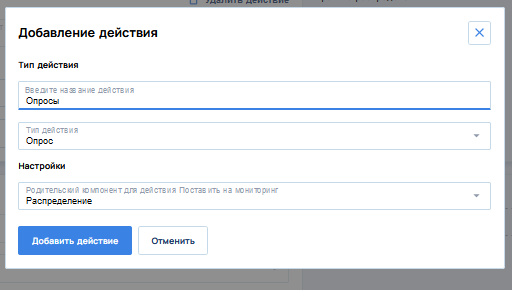 Удалить действие
Добавление действия
Тип действия
Введите название действия
Опросы
Тип действия
Опрос
Настройки
Родительский компонент для действия Поставить на мониторинг
Распределение
Добавить действие
Отменить